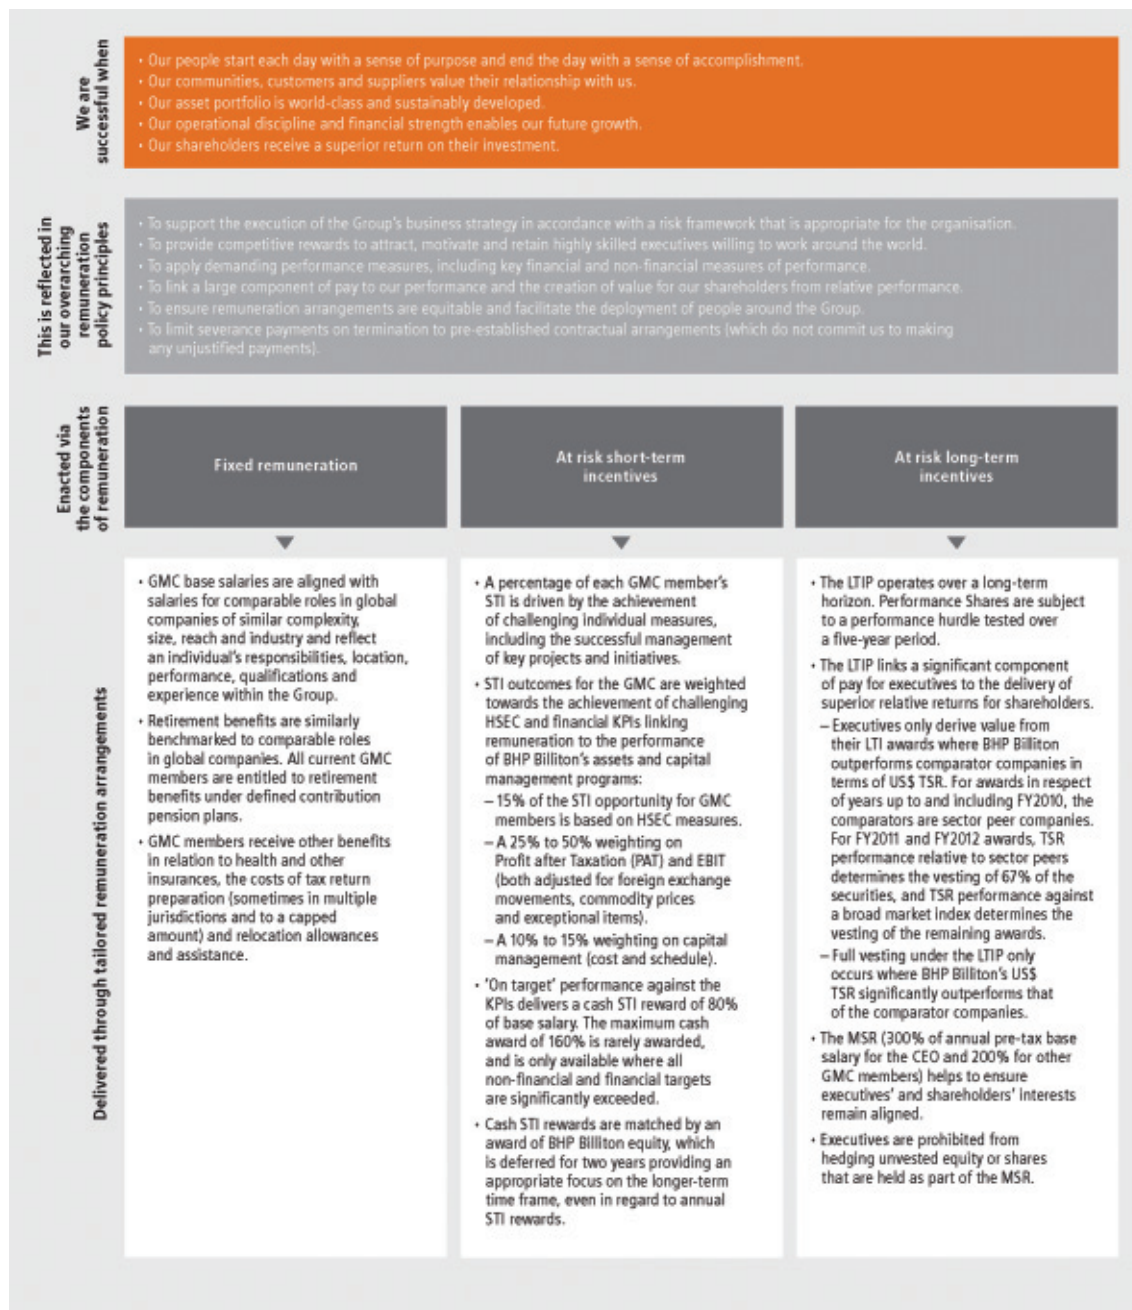 We are
successful when
• Our people start each day with a sense of purpose and end the day with a sense of accomplishment.
• Our communities, customers and suppliers value their relationship with us.
• Our asset portfolio is world-class and sustainably developed.
• Our operational discipline and financial strength enables our future growth.
• Our shareholders receive a superior return on their investment.
This is reflected in
our overarching
remuneration
policy principles
• To support the execution of the Group's business strategy in accordance with a risk framework that is appropriate for the organisation.
• To provide competitive rewards to attract, motivate and retain highly skilled executives willing to work around the world.
• To apply demanding performance measures, including key financial and non-financial measures of performance.
• To link a large component of pay to our performance and the creation of value for our shareholders from relative performance.
• To ensure remuneration arrangements are equitable and facilitate the deployment of people around the Group.
• To limit severance payments on termination to pre-established contractual arrangements (which do not commit us to making
any unjustified payments).
Enacted via
the components
of remuneration
Fixed remuneration
At risk short-term
incentives
At risk long-term
incentives
Delivered through tailored remuneration arrangements
• GMC base salaries are aligned with
salaries for comparable roles in global
companies of similar complexity,
size, reach and industry and reflect
an individual's responsibilities, location,
performance, qualifications and
experience within the Group.
• Retirement benefits are similarly
benchmarked to comparable roles
in global companies. All current GMC
members are entitled to retirement
benefits under defined contribution
pension plans.
• GMC members receive other benefits
in relation to health and other
insurances, the costs of tax return
preparation (sometimes in multiple
jurisdictions and to a capped
amount) and relocation allowances
and assistance.
• A percentage of each GMC member's
STI is driven by the achievement
of challenging individual measures,
including the successful management
of key projects and initiatives.
• STI outcomes for the GMC are weighted
towards the achievement of challenging
HSEC and financial KPIs linking
remuneration to the performance
of BHP Billiton's assets and capital
management programs:
– 15% of the STI opportunity for GMC
members is based on HSEC measures.
– A 25% to 50% weighting on
Profit after Taxation (PAT) and EBIT
(both adjusted for foreign exchange
movements, commodity prices
and exceptional items).
– A 10% to 15% weighting on capital
management (cost and schedule).
• 'On target' performance against the
KPIs delivers a cash STI reward of 80%
of base salary. The maximum cash
award of 160% is rarely awarded,
and is only available where all
non-financial and financial targets
are significantly exceeded.
• Cash STI rewards are matched by an
award of BHP Billiton equity, which
is deferred for two years providing an
appropriate focus on the longer-term
time frame, even in regard to annual
STI rewards.
• The LTIP operates over a long-term
horizon. Performance Shares are subject
to a performance hurdle tested over
a five-year period.
• The LTIP links a significant component
of pay for executives to the delivery of
superior relative returns for shareholders.
– Executives only derive value from
their LTI awards where BHP Billiton
outperforms comparator companies in
terms of US$ TSR. For awards in respect
of years up to and including FY2010, the
comparators are sector peer companies.
For FY2011 and FY2012 awards, TSR
performance relative to sector peers
determines the vesting of 67% of the
securities, and TSR performance against
a broad market index determines the
vesting of the remaining awards.
– Full vesting under the LTIP only
occurs where BHP Billiton's US$
TSR significantly outperforms that
of the comparator companies.
• The MSR (300% of annual pre-tax base
salary for the CEO and 200% for other
GMC members) helps to ensure
executives' and shareholders' interests
remain aligned.
• Executives are prohibited from
hedging unvested equity or shares
that are held as part of the MSR.